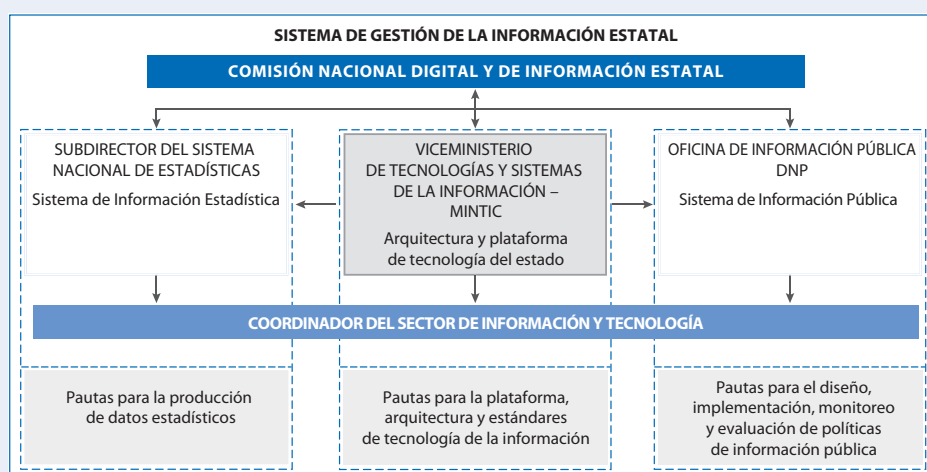 SISTEMA DE GESTIÓN DE LA INFORMACIÓN ESTATAL
COMISIÓN NACIONAL DIGITAL Y DE INFORMACIÓN ESTATAL
SUBDIRECTOR DEL SISTEMA
NACIONAL DE ESTADÍSTICAS
Sistema de Información Estadística
VICEMINISTERIO
DE TECNOLOGÍAS Y SISTEMAS
DE LA INFORMACIÓN –
MINTIC
Arquitectura y plataforma
de tecnología del estado
OFICINA DE INFORMACIÓN PÚBLICA
DNP
Sistema de Información Pública
COORDINADOR DEL SECTOR DE INFORMACIÓN Y TECNOLOGÍA
Pautas para la producción
de datos estadísticos
Pautas para la plataforma,
arquitectura y estándares
de tecnología de la información
Pautas para el diseño,
implementación, monitoreo
y evaluación de políticas
de información pública